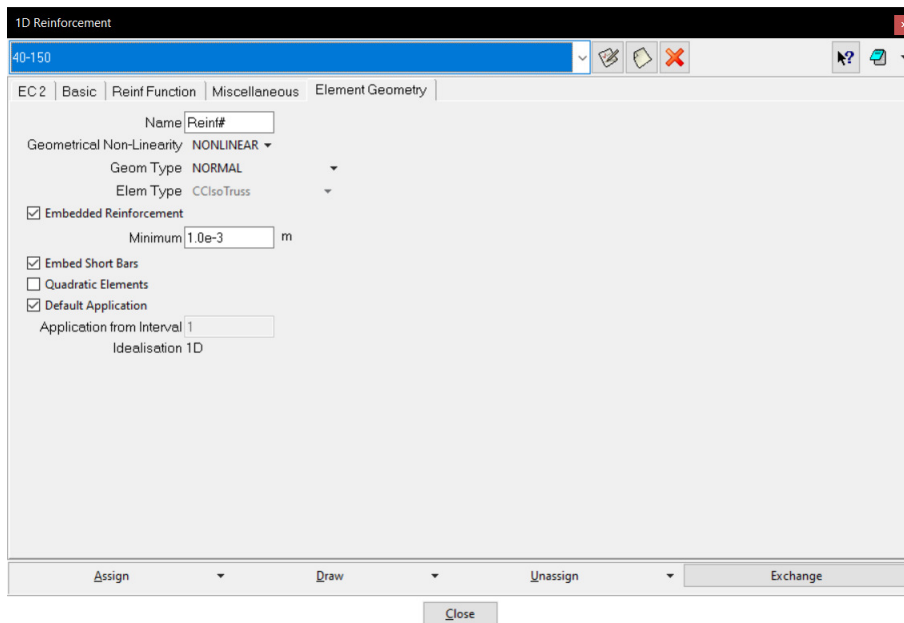 1D Reinforcement
40-150
EC2 Basic Reinf Function Miscellaneous Element Geometry
Name Reinf#
Geometrical Non-Linearity NONLINEAR
Geom Type NORMAL
Elem Type CCIsoTruss
Embedded Reinforcement
Minimum 1.0e-3 m
Embed Short Bars
Quadratic Elements
Default Application
Application from Interval 1
Idealisation 1D
Assign Draw Unassign Exchange
Close